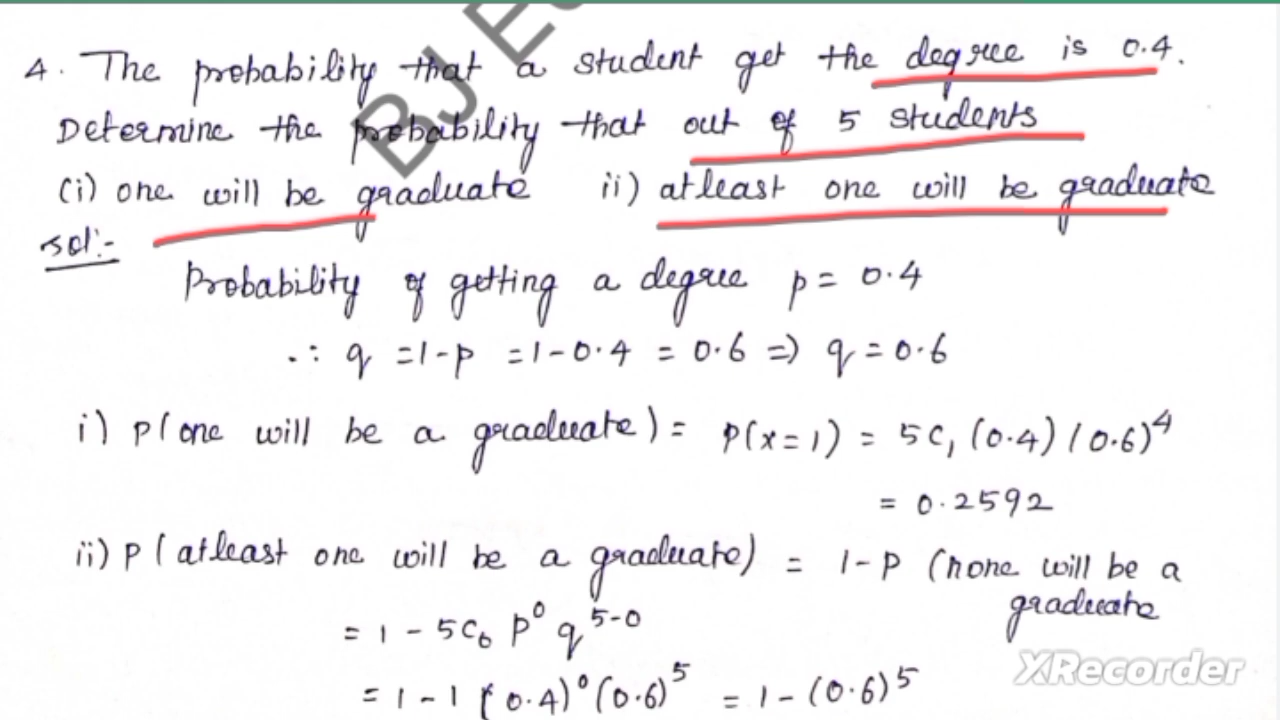 BJ E
4. The probability that a student get the degree is 0.4.
Determine the probability that out of 5 students
(i) one will be graduate ii) atleast one will be graduate
sol:-
Probability of getting a degree p = 0.4
∴ q = 1-p = 1-0.4 = 0.6 => q = 0.6
i) P(one will be a graduate) = P(x=1) = 5C₁ (0.4) (0.6)⁴
= 0.2592
ii) P(atleast one will be a graduate) = 1-P (none will be a
graduate
= 1 - 5C₀ p⁰ q⁵⁻⁰
= 1 - 1 (0.4)⁰ (0.6)⁵ = 1 - (0.6)⁵
XRecorder